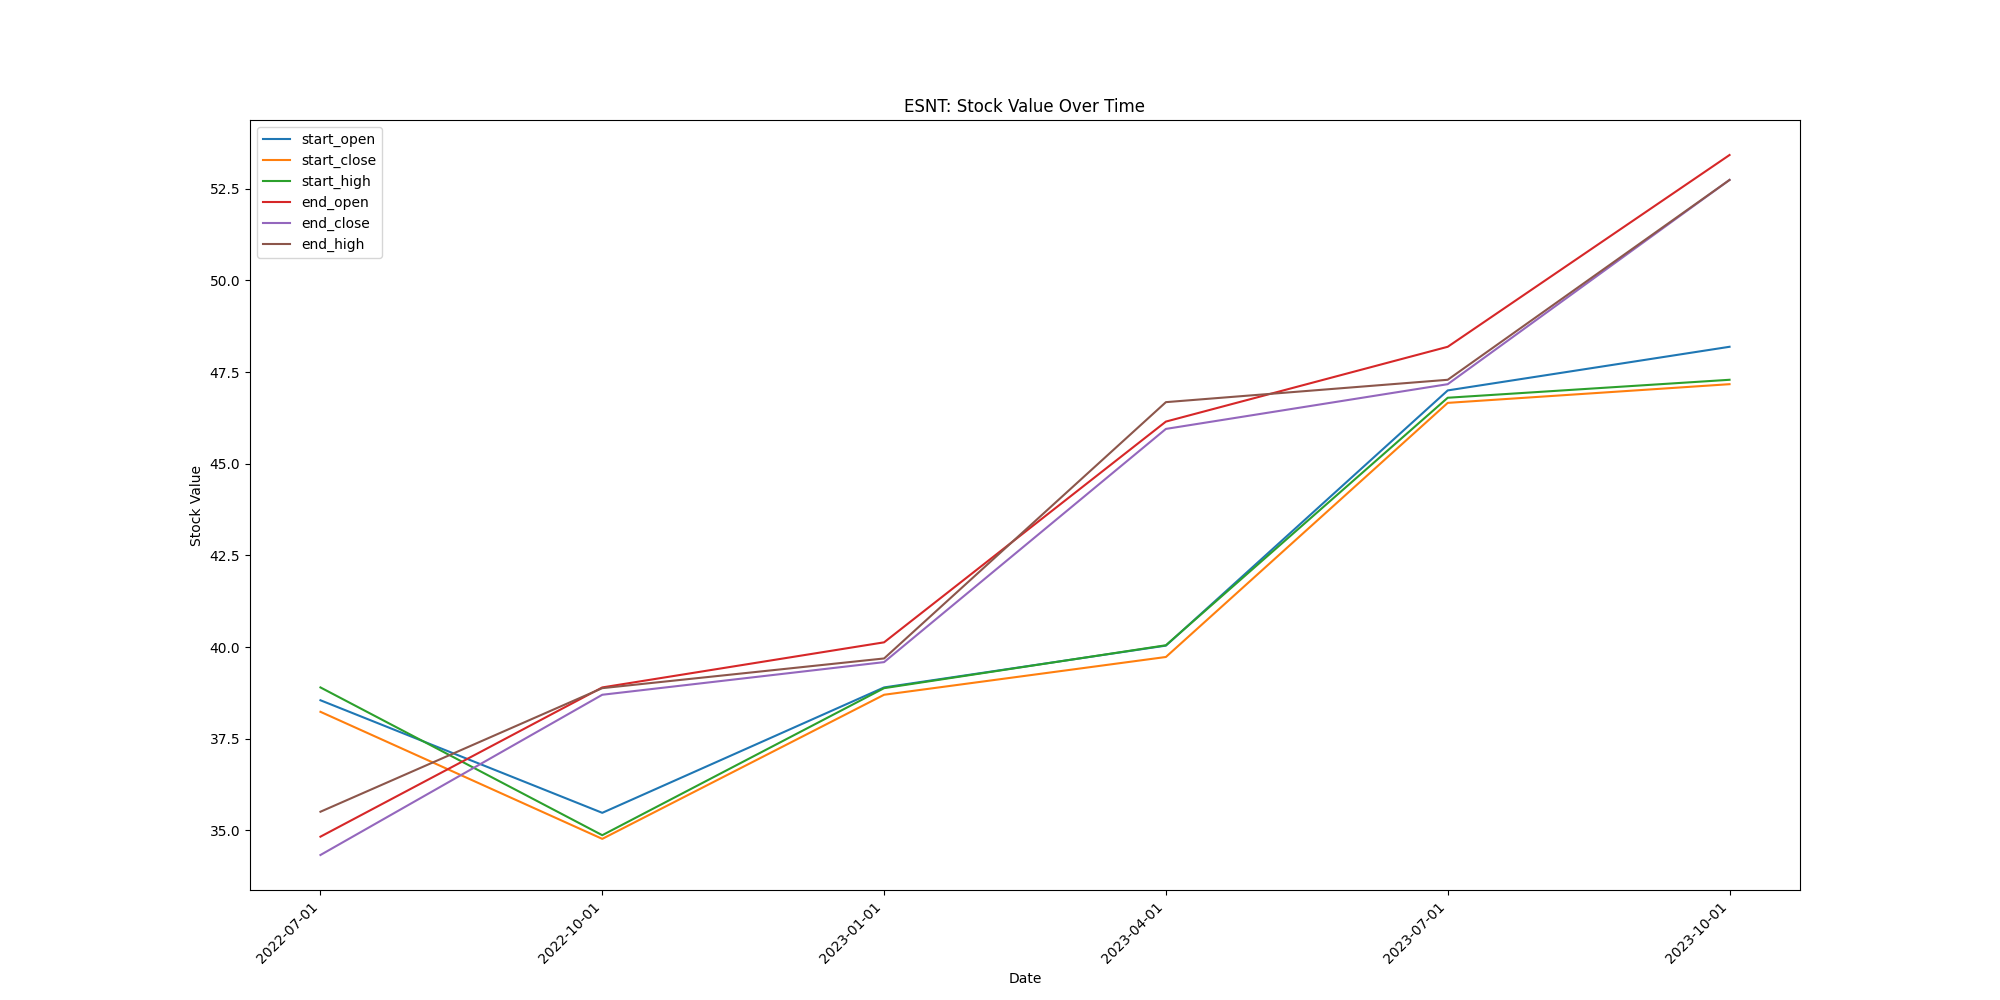 ESNT: Stock Value Over Time
start_open
start_close
start_high
end_open
end_close
end_high
52.5
50.0
47.5
45.0
42.5
40.0
37.5
35.0
Stock Value
2022-07-01
2022-10-01
2023-01-01
2023-04-01
2023-07-01
2023-10-01
Date